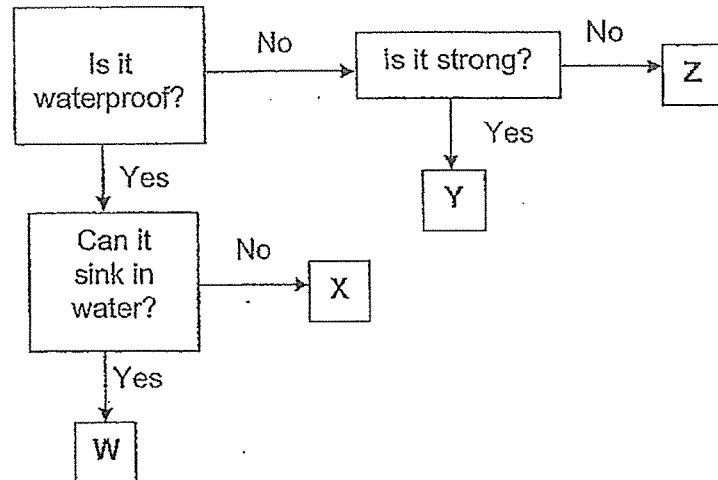 Is it
waterproof?
No
Is it strong?
No
Z
Yes
Y
Yes
Can it
sink in
water?
No
X
Yes
W